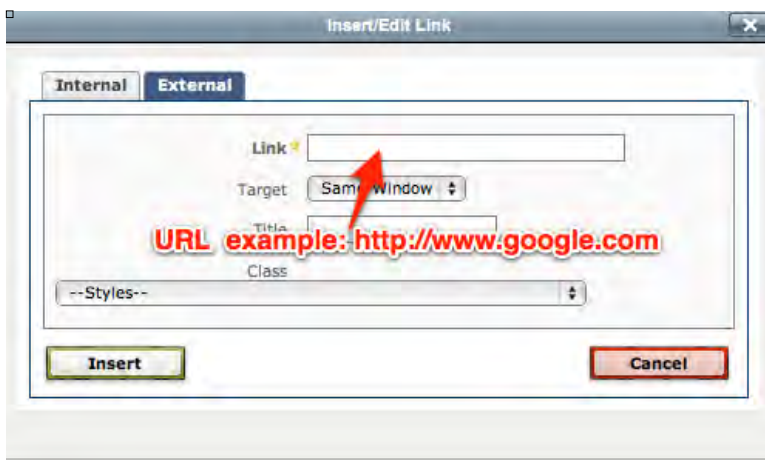 Insert/Edit Link
Internal External
Link
Target Same Window
Title
URL example: http://www.google.com
Class
--Styles--
Insert Cancel